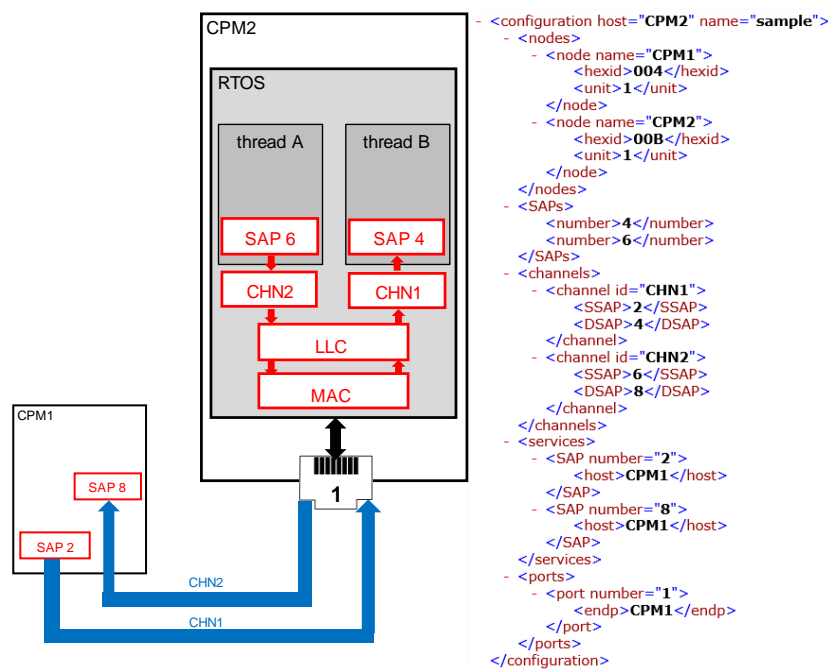 CPM2
RTOS
thread A
thread B
SAP 6
SAP 4
CHN2
CHN1
LLC
MAC
1
CPM1
SAP 8
SAP 2
CHN2
CHN1
- <configuration host="CPM2" name="sample">
- <nodes>
- <node name="CPM1">
<hexid>004</hexid>
<unit>1</unit>
</node>
- <node name="CPM2">
<hexid>00B</hexid>
<unit>1</unit>
</node>
</nodes>
- <SAPs>
<number>4</number>
<number>6</number>
</SAPs>
- <channels>
- <channel id="CHN1">
<SSAP>2</SSAP>
<DSAP>4</DSAP>
</channel>
- <channel id="CHN2">
<SSAP>6</SSAP>
<DSAP>8</DSAP>
</channel>
</channels>
- <services>
- <SAP number="2">
<host>CPM1</host>
</SAP>
- <SAP number="8">
<host>CPM1</host>
</SAP>
</services>
- <ports>
- <port number="1">
<endp>CPM1</endp>
</port>
</ports>
</configuration>